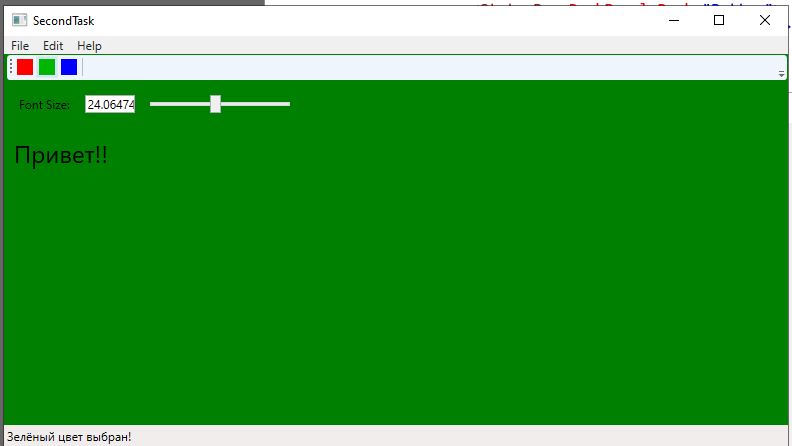 SecondTask
File Edit Help
Font Size: 24.06474
Привет!!
Зелёный цвет выбран!